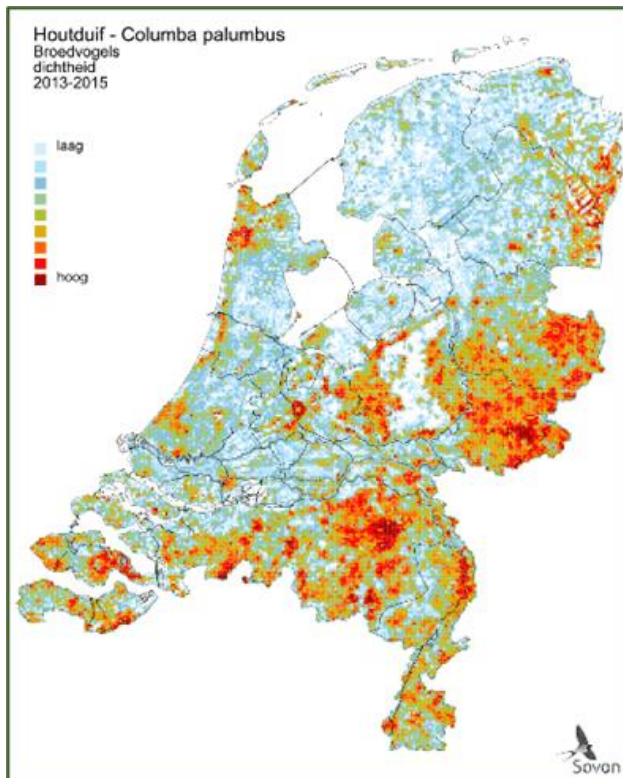 Houtduif - Columba palumbus
Broedvogels
dichtheid
2013-2015
laag
hoog
Sovon